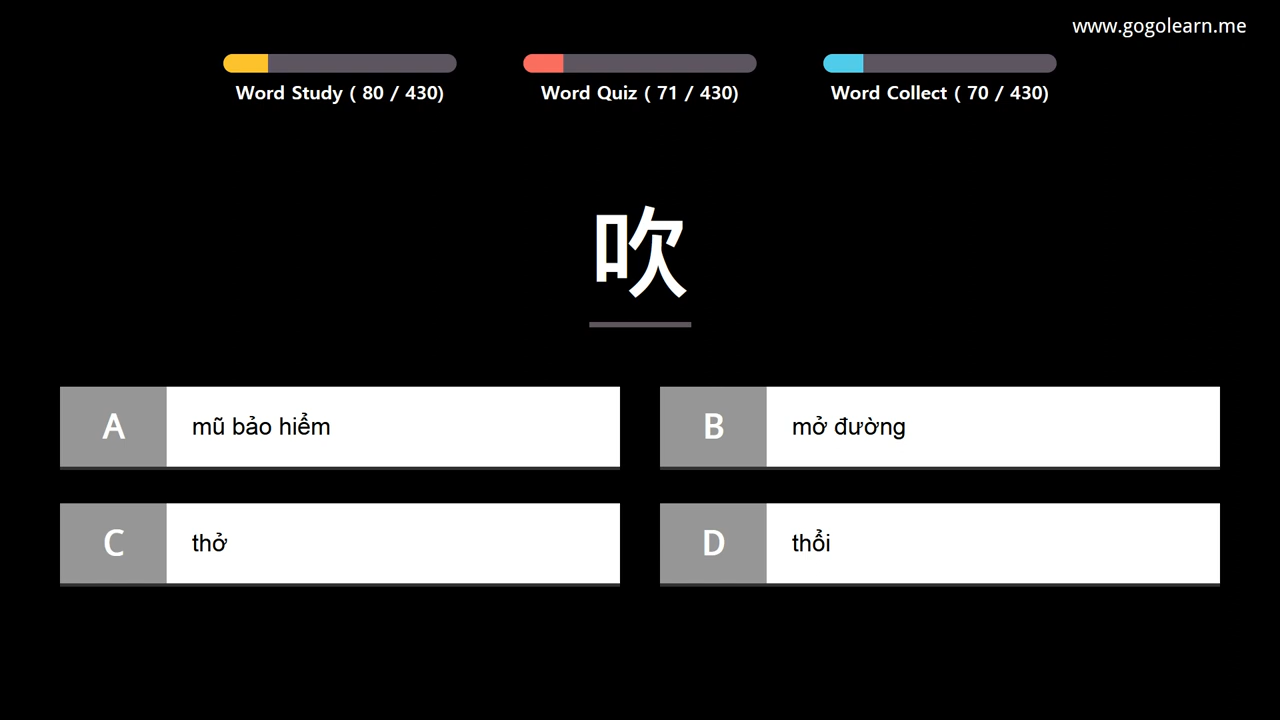 www.gogolearn.me
Word Study ( 80 / 430)
Word Quiz ( 71 / 430)
Word Collect ( 70 / 430)
吹
A mũ bảo hiểm
B mở đường
C thở
D thổi